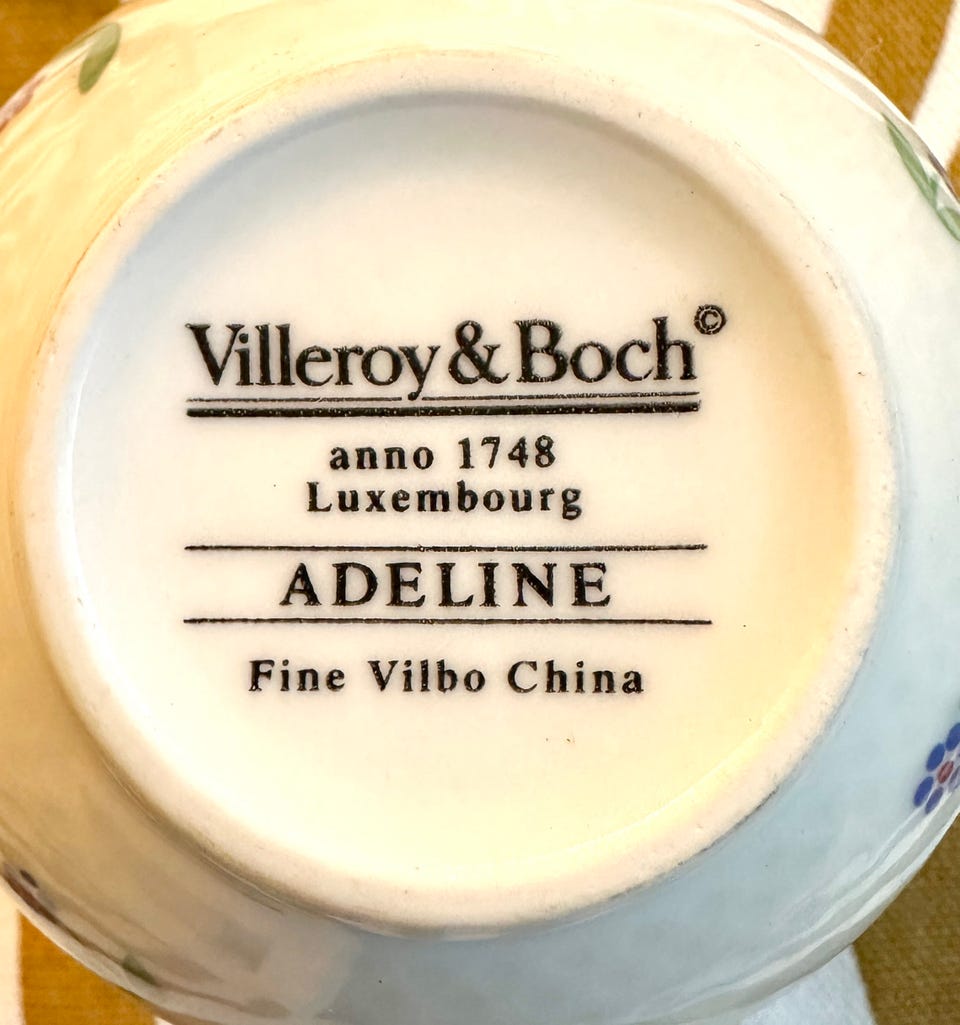 Villeroy & Boch©
anno 1748
Luxembourg
ADELINE
Fine Vilbo China